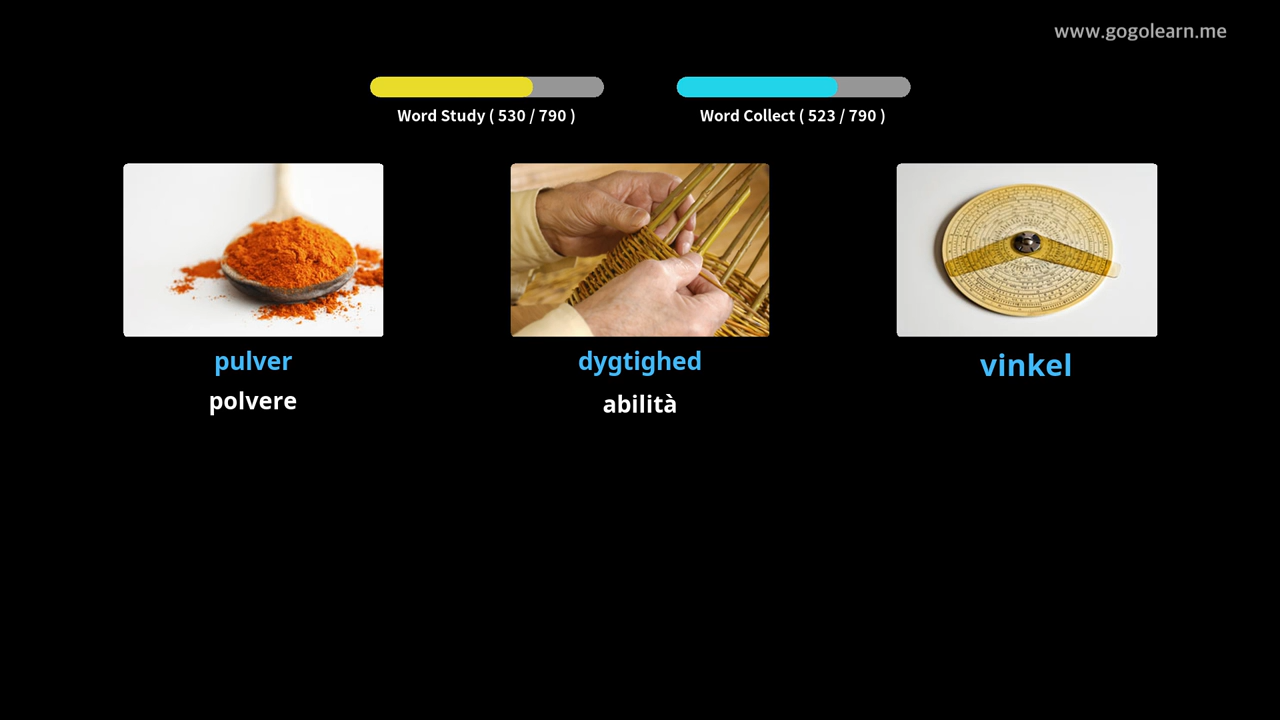 www.gogolearn.me
Word Study ( 530 / 790 )
Word Collect ( 523 / 790 )
pulver
polvere
dygtighed
abilità
vinkel